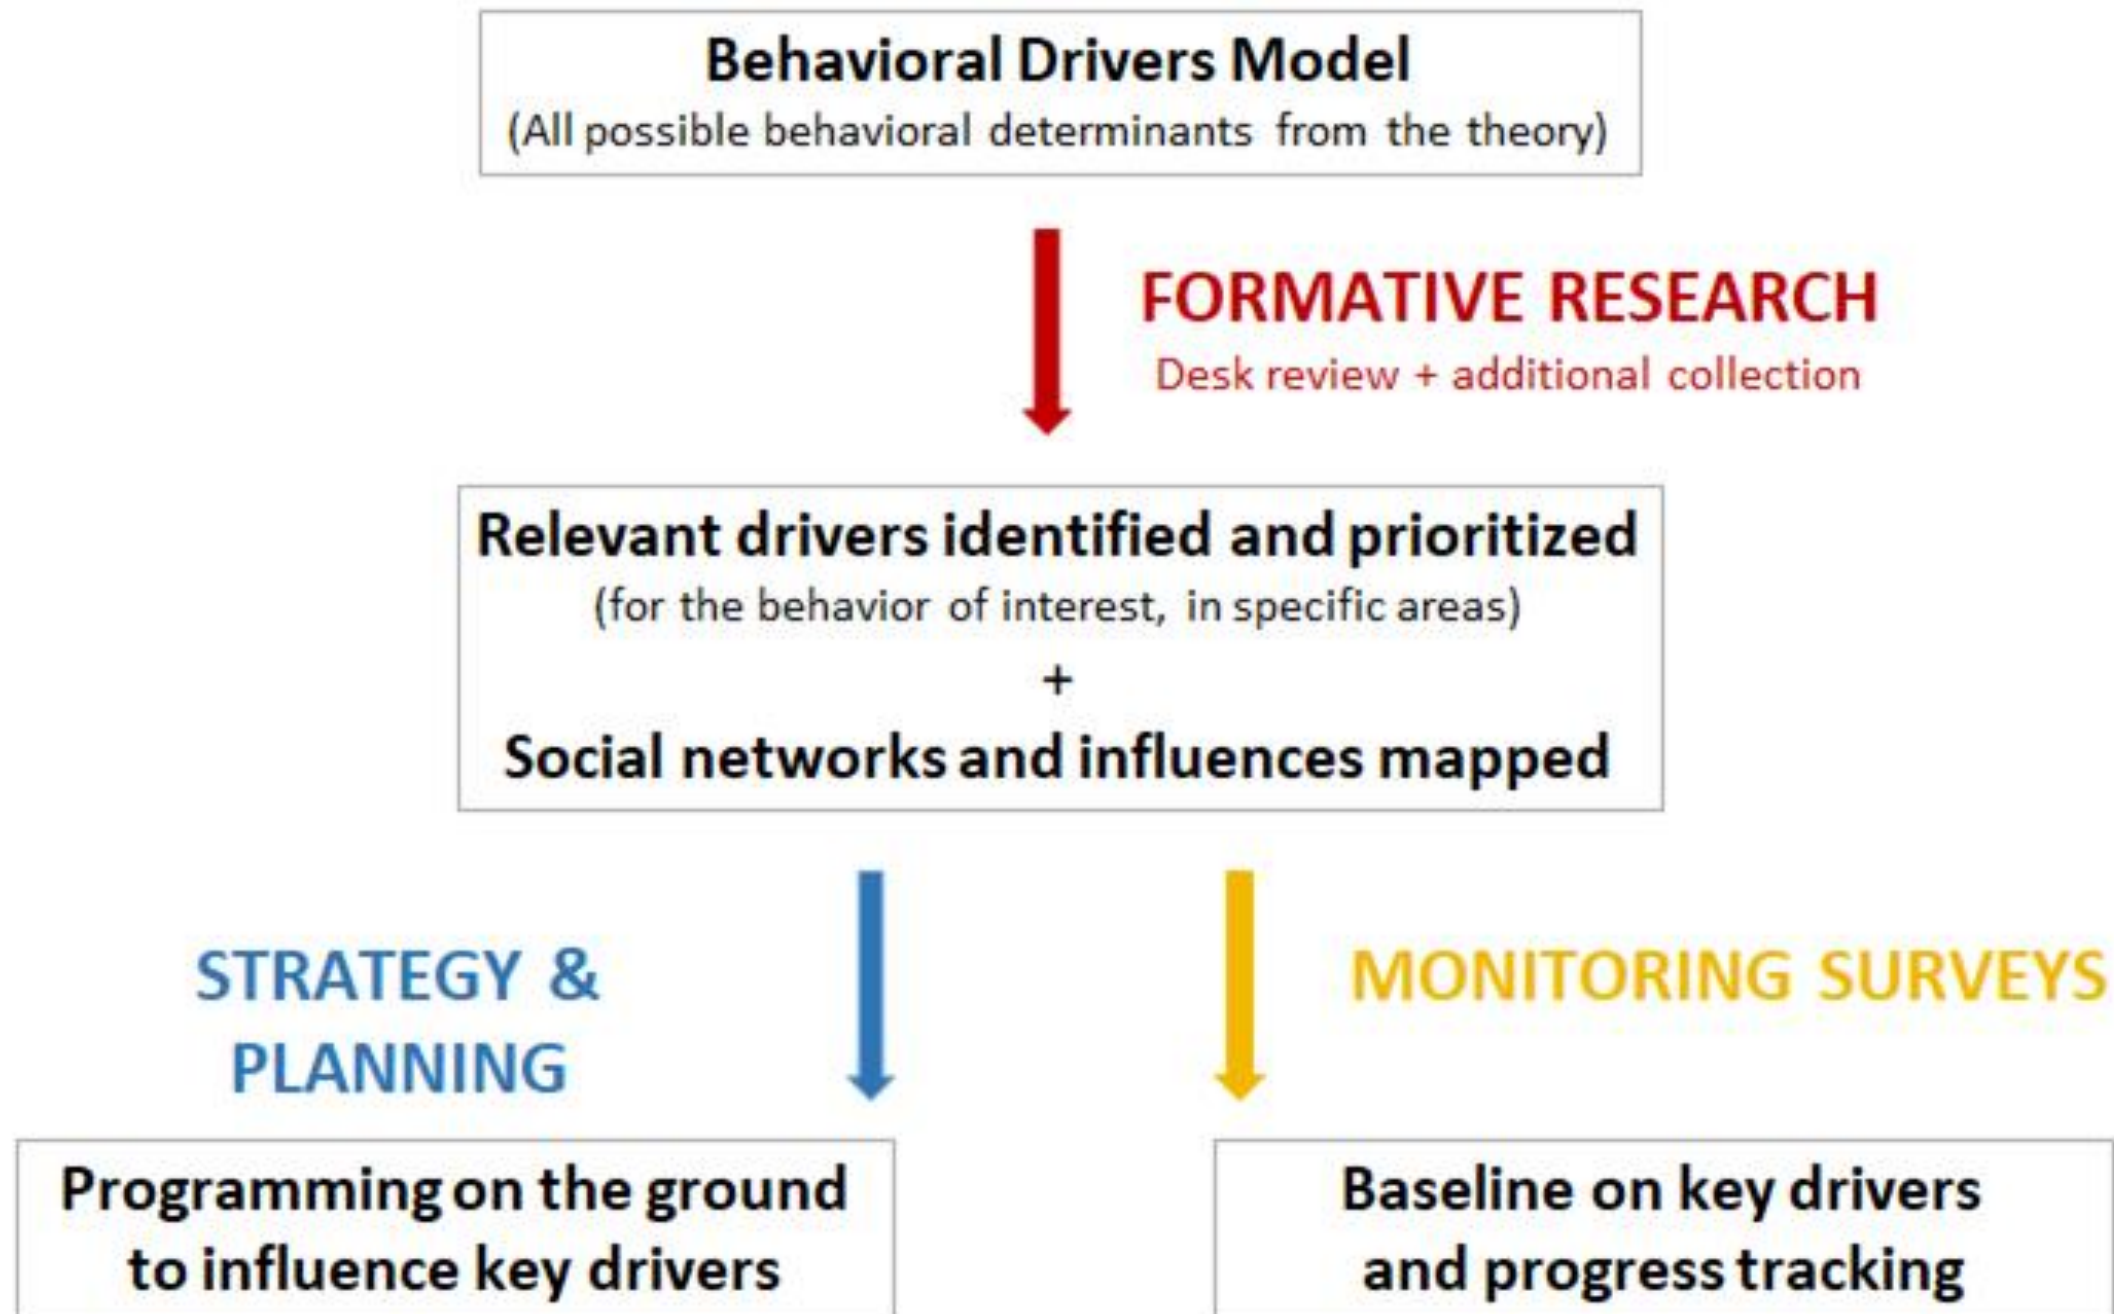 Behavioral Drivers Model
(All possible behavioral determinants from the theory)
FORMATIVE RESEARCH
Desk review + additional collection
Relevant drivers identified and prioritized
(for the behavior of interest, in specific areas)
+
Social networks and influences mapped
STRATEGY &
PLANNING
MONITORING SURVEYS
Programming on the ground
to influence key drivers
Baseline on key drivers
and progress tracking